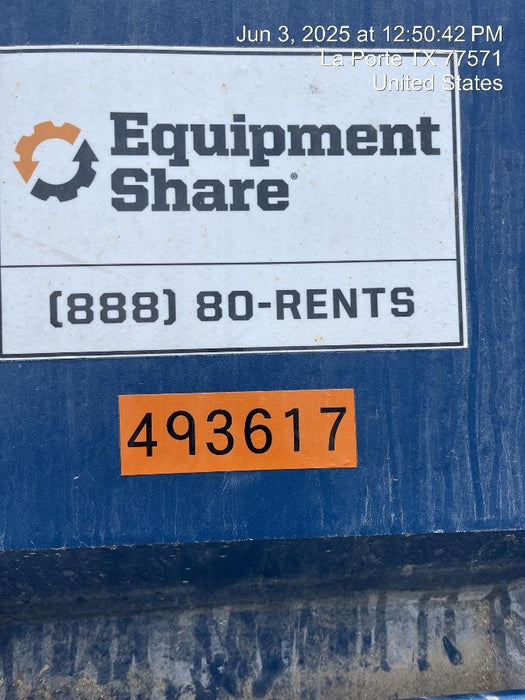 Jun 3, 2025 at 12:50:42 PM
La Porte TX 77571
United States
Equipment
Share®
(888) 80-RENTS
493617